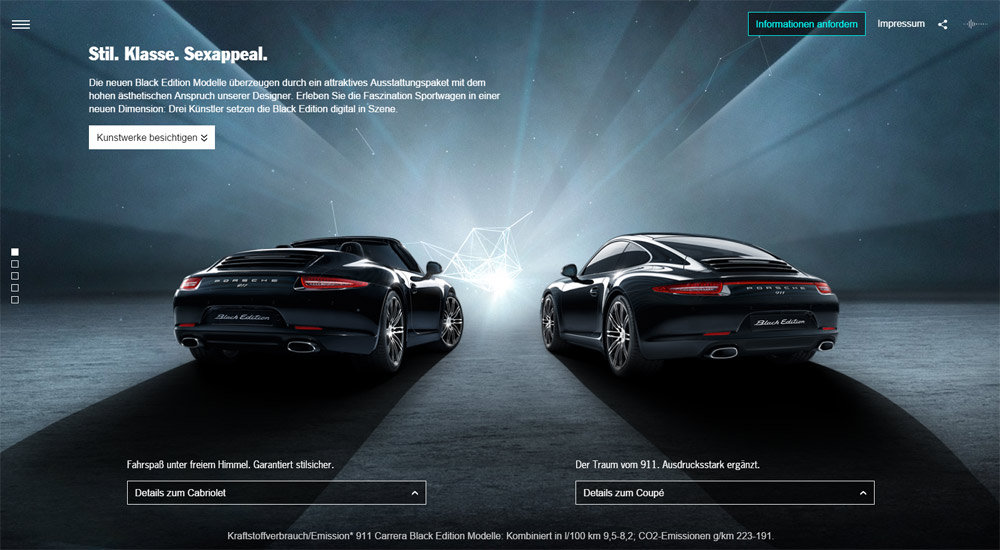 Informationen anfordern
Impressum
Stil. Klasse. Sexappeal.
Die neuen Black Edition Modelle überzeugen durch ein attraktives Ausstattungspaket mit dem
hohen ästhetischen Anspruch unserer Designer. Erleben Sie die Faszination Sportwagen in einer
neuen Dimension: Drei Künstler setzen die Black Edition digital in Szene.
Kunstwerke besichtigen
PORSCHE
911
Black Edition
PORSCHE
911
Black Edition
Fahrspaß unter freiem Himmel. Garantiert stilsicher.
Details zum Cabriolet
Der Traum vom 911. Ausdrucksstark ergänzt.
Details zum Coupé
Kraftstoffverbrauch/Emission* 911 Carrera Black Edition Modelle: Kombiniert in l/100 km 9,5-8,2; CO2-Emissionen g/km 223-191.